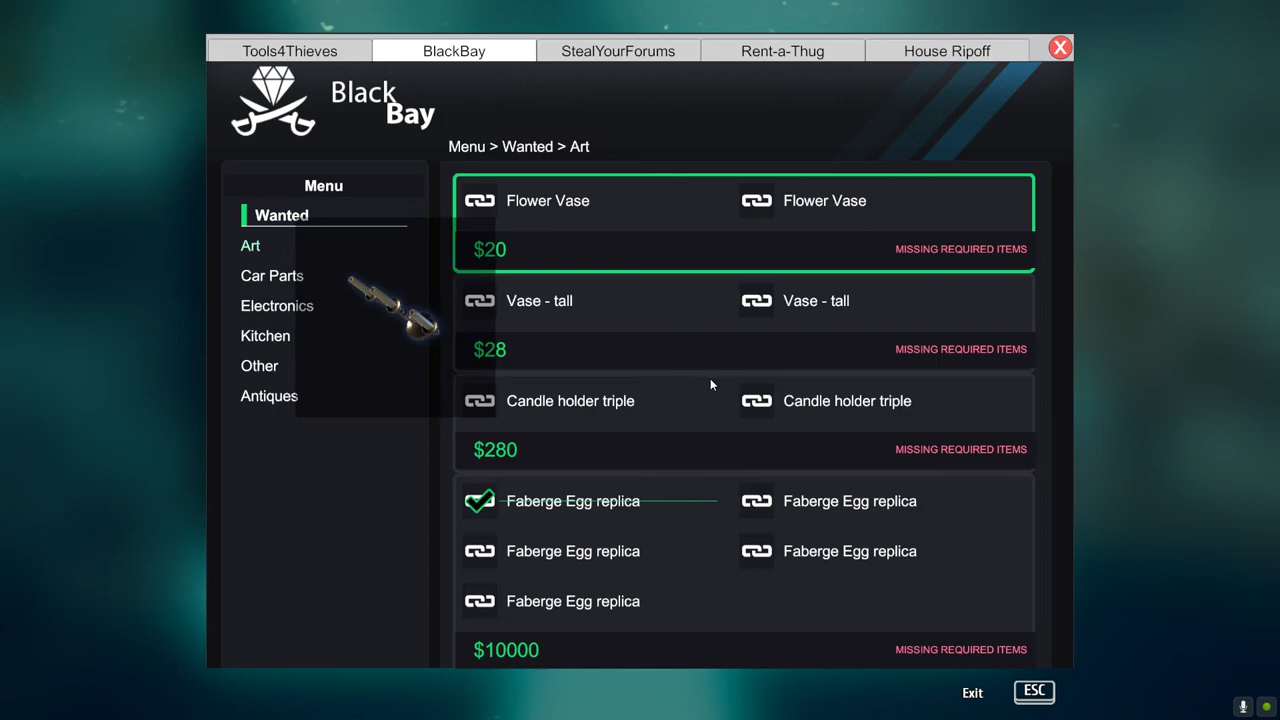 Tools4Thieves BlackBay StealYourForums Rent-a-Thug House Ripoff X
Black
Bay
Menu > Wanted > Art
Menu
Wanted
Art
Car Parts
Electronics
Kitchen
Other
Antiques
Flower Vase Flower Vase
$20 MISSING REQUIRED ITEMS
Vase - tall Vase - tall
$28 MISSING REQUIRED ITEMS
Candle holder triple Candle holder triple
$280 MISSING REQUIRED ITEMS
Faberge Egg replica Faberge Egg replica
Faberge Egg replica Faberge Egg replica
Faberge Egg replica
$10000 MISSING REQUIRED ITEMS
Exit ESC